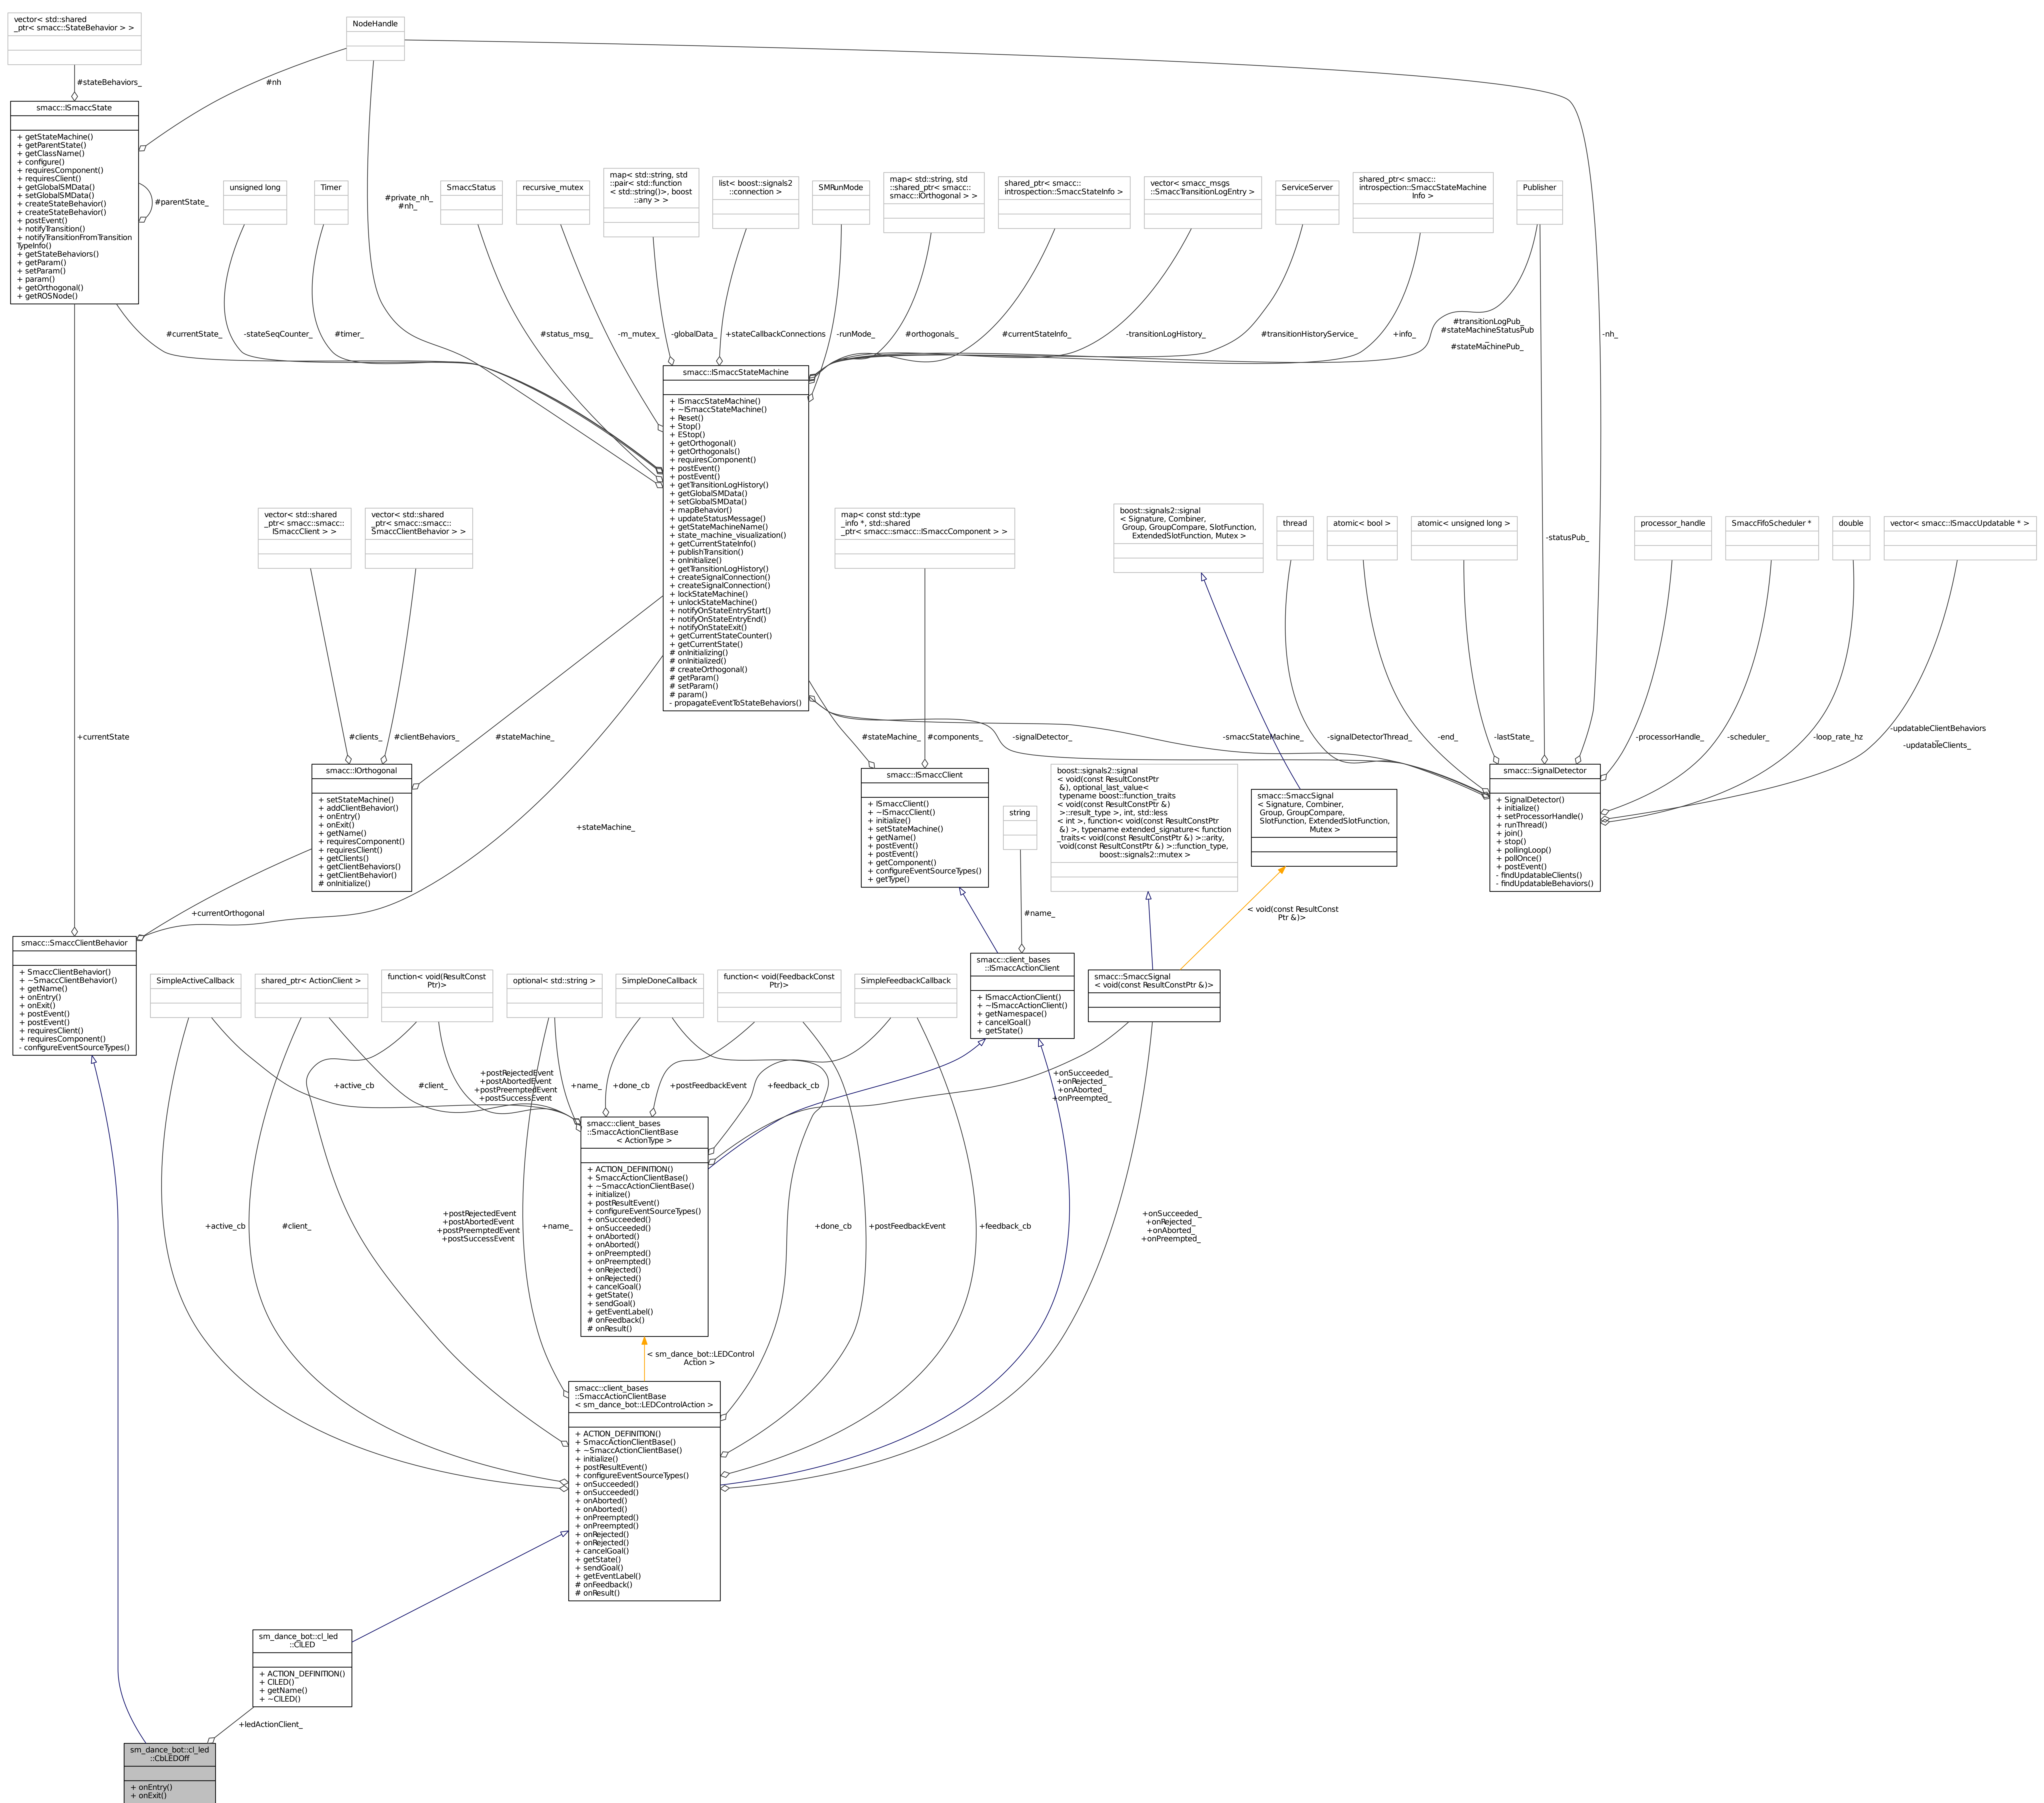 vector< std::shared
_ptr< smacc::StateBehavior > >
NodeHandle
#stateBehaviors_
#nh
smacc::ISmaccState
+ getStateMachine()
+ getParentState()
+ getClassName()
+ configure()
+ requiresComponent()
+ requiresClient()
+ getGlobalSMData()
+ setGlobalSMData()
+ createStateBehavior()
+ createStateBehavior()
+ postEvent()
+ notifyTransition()
+ notifyTransitionFromTransition
TypeInfo()
+ getStateBehaviors()
+ getParam()
+ setParam()
+ param()
+ getOrthogonal()
+ getROSNode()
#parentState_
unsigned long
Timer
#private_nh_
#nh_
SmaccStatus
recursive_mutex
map< std::string, std
::pair< std::function
< std::string()>, boost
::any > >
list< boost::signals2
::connection >
SMRunMode
map< std::string, std
::shared_ptr< smacc::
smacc::IOrthogonal > >
shared_ptr< smacc::
introspection::SmaccStateInfo >
vector< smacc_msgs
::SmaccTransitionLogEntry >
ServiceServer
shared_ptr< smacc::
introspection::SmaccStateMachine
Info >
Publisher
#currentState_
-stateSeqCounter_
#timer_
#status_msg_
-m_mutex_
-globalData_
+stateCallbackConnections
-runMode_
#orthogonals_
#currentStateInfo_
-transitionLogHistory_
#transitionHistoryService_
+info_
#transitionLogPub_
#stateMachineStatusPub
_
#stateMachinePub_
-nh_
smacc::ISmaccStateMachine
+ ISmaccStateMachine()
+ ~ISmaccStateMachine()
+ Reset()
+ Stop()
+ EStop()
+ getOrthogonal()
+ getOrthogonals()
+ requiresComponent()
+ postEvent()
+ postEvent()
+ getTransitionLogHistory()
+ getGlobalSMData()
+ setGlobalSMData()
+ mapBehavior()
+ updateStatusMessage()
+ getStateMachineName()
+ state_machine_visualization()
+ getCurrentStateInfo()
+ publishTransition()
+ onInitialize()
+ getTransitionLogHistory()
+ createSignalConnection()
+ createSignalConnection()
+ lockStateMachine()
+ unlockStateMachine()
+ notifyOnStateEntryStart()
+ notifyOnStateEntryEnd()
+ notifyOnStateExit()
+ getCurrentStateCounter()
+ getCurrentState()
# onInitializing()
# onInitialized()
# createOrthogonal()
# getParam()
# setParam()
# param()
- propagateEventToStateBehaviors()
vector< std::shared
_ptr< smacc::smacc::
ISmaccClient > >
vector< std::shared
_ptr< smacc::smacc::
SmaccClientBehavior > >
map< const std::type
_info *, std::shared
_ptr< smacc::smacc::ISmaccComponent > >
boost::signals2::signal
< Signature, Combiner,
Group, GroupCompare, SlotFunction,
ExtendedSlotFunction, Mutex >
thread
atomic< bool >
atomic< unsigned long >
-statusPub_
processor_handle
SmaccFifoScheduler *
double
vector< smacc::ISmaccUpdatable * >
+currentState
#clients_
#clientBehaviors_
#stateMachine_
#stateMachine_
#components_
-signalDetector_
-smaccStateMachine_
-signalDetectorThread_
-end_
-lastState_
-processorHandle_
-scheduler_
-loop_rate_hz
-updatableClientBehaviors
_
-updatableClients_
smacc::IOrthogonal
+ setStateMachine()
+ addClientBehavior()
+ onEntry()
+ onExit()
+ getName()
+ requiresComponent()
+ requiresClient()
+ getClients()
+ getClientBehaviors()
+ getClientBehavior()
# onInitialize()
+stateMachine_
smacc::ISmaccClient
+ ISmaccClient()
+ ~ISmaccClient()
+ initialize()
+ setStateMachine()
+ getName()
+ postEvent()
+ postEvent()
+ getComponent()
+ configureEventSourceTypes()
+ getType()
string
boost::signals2::signal
< void(const ResultConstPtr
&), optional_last_value<
typename boost::function_traits
< void(const ResultConstPtr &)
>::result_type >, int, std::less
< int >, function< void(const ResultConstPtr
&) >, typename extended_signature< function
_traits< void(const ResultConstPtr &) >::arity,
void(const ResultConstPtr &) >::function_type,
boost::signals2::mutex >
smacc::SmaccSignal
< Signature, Combiner,
Group, GroupCompare,
SlotFunction, ExtendedSlotFunction,
Mutex >
smacc::SignalDetector
+ SignalDetector()
+ initialize()
+ setProcessorHandle()
+ runThread()
+ join()
+ stop()
+ pollingLoop()
+ pollOnce()
+ postEvent()
- findUpdatableClients()
- findUpdatableBehaviors()
+currentOrthogonal
#name_
< void(const ResultConst
Ptr &)>
smacc::SmaccClientBehavior
+ SmaccClientBehavior()
+ ~SmaccClientBehavior()
+ getName()
+ onEntry()
+ onExit()
+ postEvent()
+ postEvent()
+ requiresClient()
+ requiresComponent()
- configureEventSourceTypes()
SimpleActiveCallback
shared_ptr< ActionClient >
function< void(ResultConst
Ptr)>
optional< std::string >
SimpleDoneCallback
function< void(FeedbackConst
Ptr)>
SimpleFeedbackCallback
smacc::client_bases
::ISmaccActionClient
+ ISmaccActionClient()
+ ~ISmaccActionClient()
+ getNamespace()
+ cancelGoal()
+ getState()
smacc::SmaccSignal
< void(const ResultConstPtr &)>
+active_cb
#client_
+postRejectedEvent
+postAbortedEvent
+postPreemptedEvent
+postSuccessEvent
+name_
+done_cb
+postFeedbackEvent
+feedback_cb
+onSucceeded_
+onRejected_
+onAborted_
+onPreempted_
smacc::client_bases
::SmaccActionClientBase
< ActionType >
+ ACTION_DEFINITION()
+ SmaccActionClientBase()
+ ~SmaccActionClientBase()
+ initialize()
+ postResultEvent()
+ configureEventSourceTypes()
+ onSucceeded()
+ onSucceeded()
+ onAborted()
+ onAborted()
+ onPreempted()
+ onPreempted()
+ onRejected()
+ onRejected()
+ cancelGoal()
+ getState()
+ sendGoal()
+ getEventLabel()
# onFeedback()
# onResult()
+active_cb
#client_
+postRejectedEvent
+postAbortedEvent
+postPreemptedEvent
+postSuccessEvent
+name_
+done_cb
+postFeedbackEvent
+feedback_cb
+onSucceeded_
+onRejected_
+onAborted_
+onPreempted_
< sm_dance_bot::LEDControl
Action >
smacc::client_bases
::SmaccActionClientBase
< sm_dance_bot::LEDControlAction >
+ ACTION_DEFINITION()
+ SmaccActionClientBase()
+ ~SmaccActionClientBase()
+ initialize()
+ postResultEvent()
+ configureEventSourceTypes()
+ onSucceeded()
+ onSucceeded()
+ onAborted()
+ onAborted()
+ onPreempted()
+ onPreempted()
+ onRejected()
+ onRejected()
+ cancelGoal()
+ getState()
+ sendGoal()
+ getEventLabel()
# onFeedback()
# onResult()
sm_dance_bot::cl_led
::ClLED
+ ACTION_DEFINITION()
+ ClLED()
+ getName()
+ ~ClLED()
+ledActionClient_
sm_dance_bot::cl_led
::CbLEDOff
+ onEntry()
+ onExit()